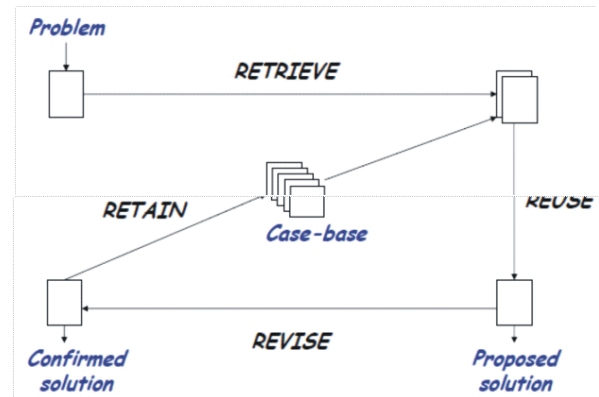 Problem
RETRIEVE
RETAIN
REUSE
Case-base
REVISE
Confirmed
solution
Proposed
solution